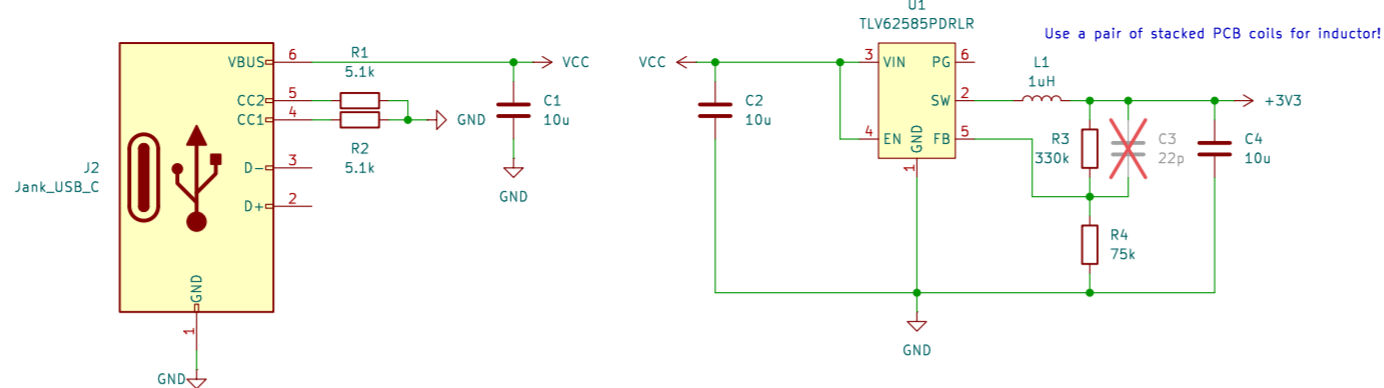 U1
TLV62585PDRLR
Use a pair of stacked PCB coils for inductor!
J2
Jank_USB_C
VBUS
6
CC2
5
CC1
4
D-
3
D+
2
GND
1
GND
R1
5.1k
R2
5.1k
GND
VCC
C1
10u
GND
VCC
C2
10u
3
VIN
PG
6
SW
2
4
EN
FB
5
GND
1
GND
L1
1uH
R3
330k
C3
22p
C4
10u
+3V3
R4
75k